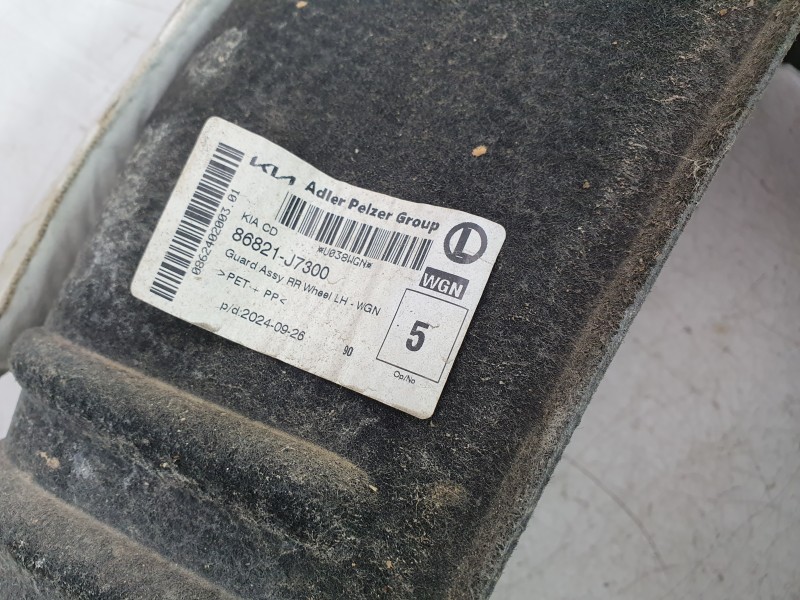 KIA Adler Pelzer Group
0862402003.01
*U038WGN*
L
KIA CD
86821-J7300
Guard Assy RR Wheel LH - WGN
>PET + PP<
WGN
p/d:2024-09-26
90
5
Op/No